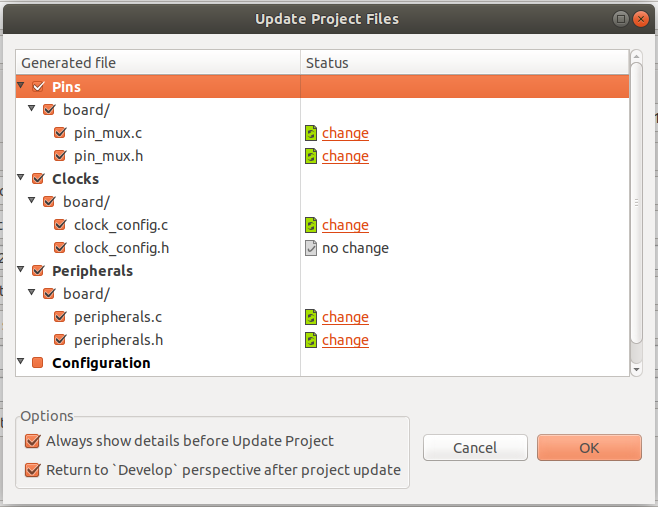 Update Project Files
Generated file Status
Pins
board/
pin_mux.c change
pin_mux.h change
Clocks
board/
clock_config.c change
clock_config.h no change
Peripherals
board/
peripherals.c change
peripherals.h change
Configuration
Options
Always show details before Update Project
Return to `Develop` perspective after project update
Cancel OK